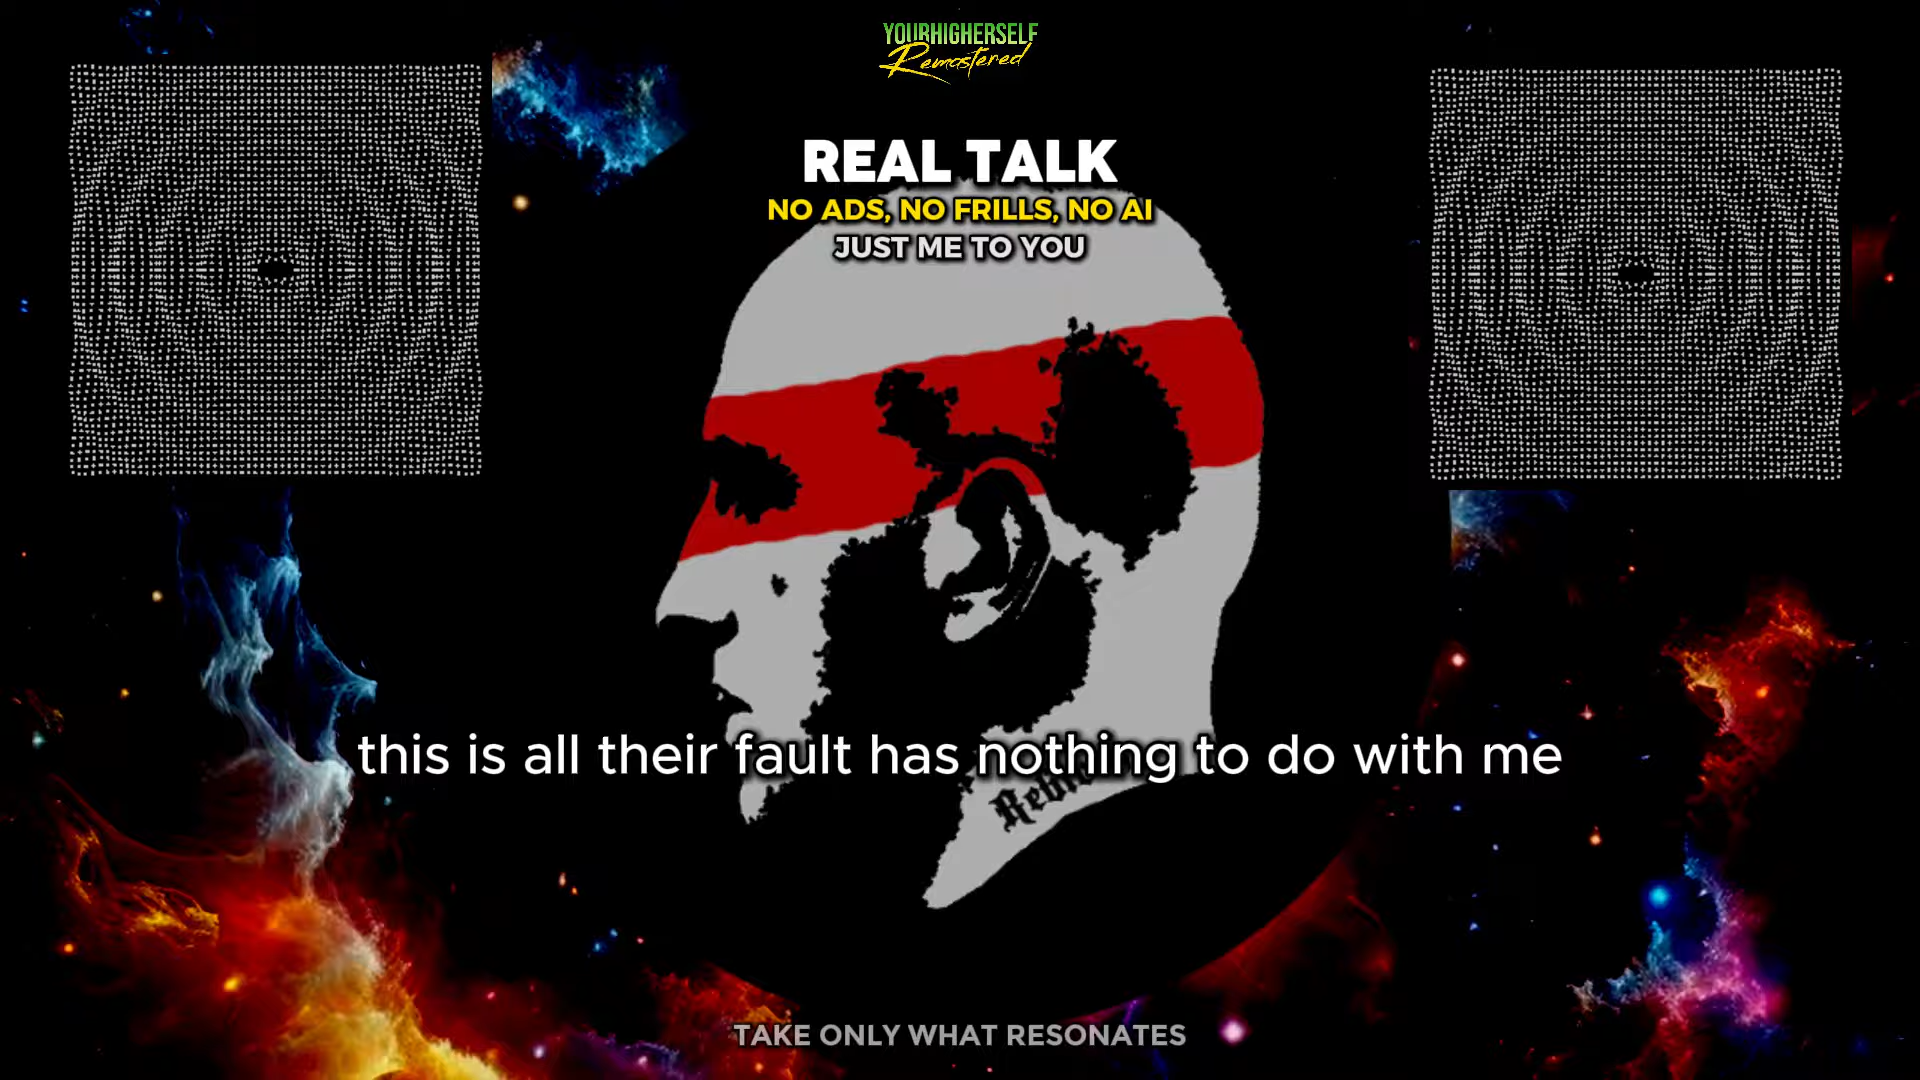 YOURHIGHERSELF
Remastered
REAL TALK
NO ADS, NO FRILLS, NO AI
JUST ME TO YOU
this is all their fault has nothing to do with me
TAKE ONLY WHAT RESONATES